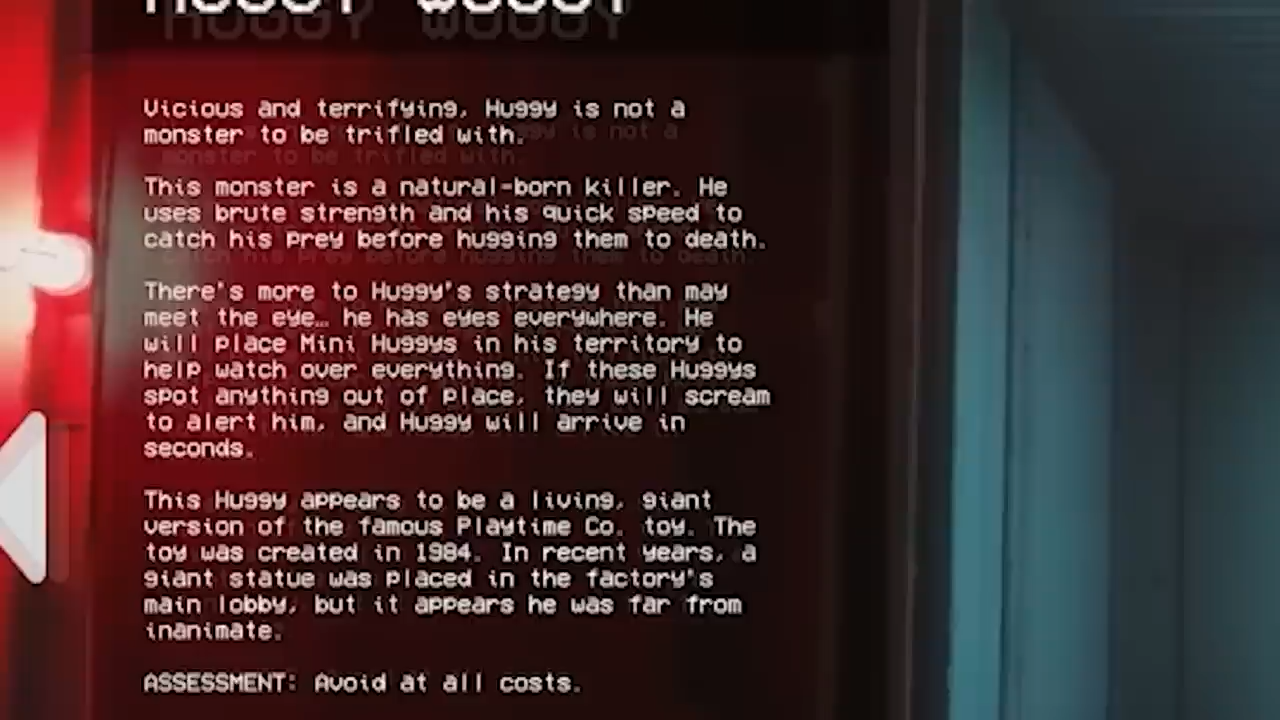 HUGGY WUGGY
Vicious and terrifying, Huggy is not a
monster to be trifled with.
This monster is a natural-born killer. He
uses brute strength and his quick speed to
catch his prey before hugging them to death.
There's more to Huggy's strategy than may
meet the eye… he has eyes everywhere. He
will place Mini Huggys in his territory to
help watch over everything. If these Huggys
spot anything out of place, they will scream
to alert him, and Huggy will arrive in
seconds.
This Huggy appears to be a living, giant
version of the famous Playtime Co. toy. The
toy was created in 1984. In recent years, a
giant statue was placed in the factory's
main lobby, but it appears he was far from
inanimate.
ASSESSMENT: Avoid at all costs.